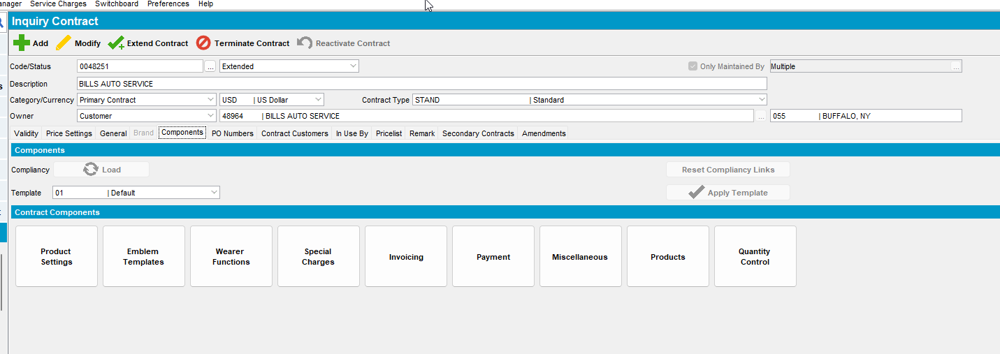 anager Service Charges Switchboard Preferences Help
Inquiry Contract
Add Modify Extend Contract Terminate Contract Reactivate Contract
Code/Status 0048251 ... Extended Only Maintained By Multiple ...
Description BILLS AUTO SERVICE
Category/Currency Primary Contract USD | US Dollar Contract Type STAND | Standard
Owner Customer 48964 | BILLS AUTO SERVICE ... 055 | BUFFALO, NY
Validity Price Settings General Brand Components PO Numbers Contract Customers In Use By Pricelist Remark Secondary Contracts Amendments
Components
Compliancy Load Reset Compliancy Links
Template 01 | Default Apply Template
Contract Components
Product Settings
Emblem Templates
Wearer Functions
Special Charges
Invoicing
Payment
Miscellaneous
Products
Quantity Control